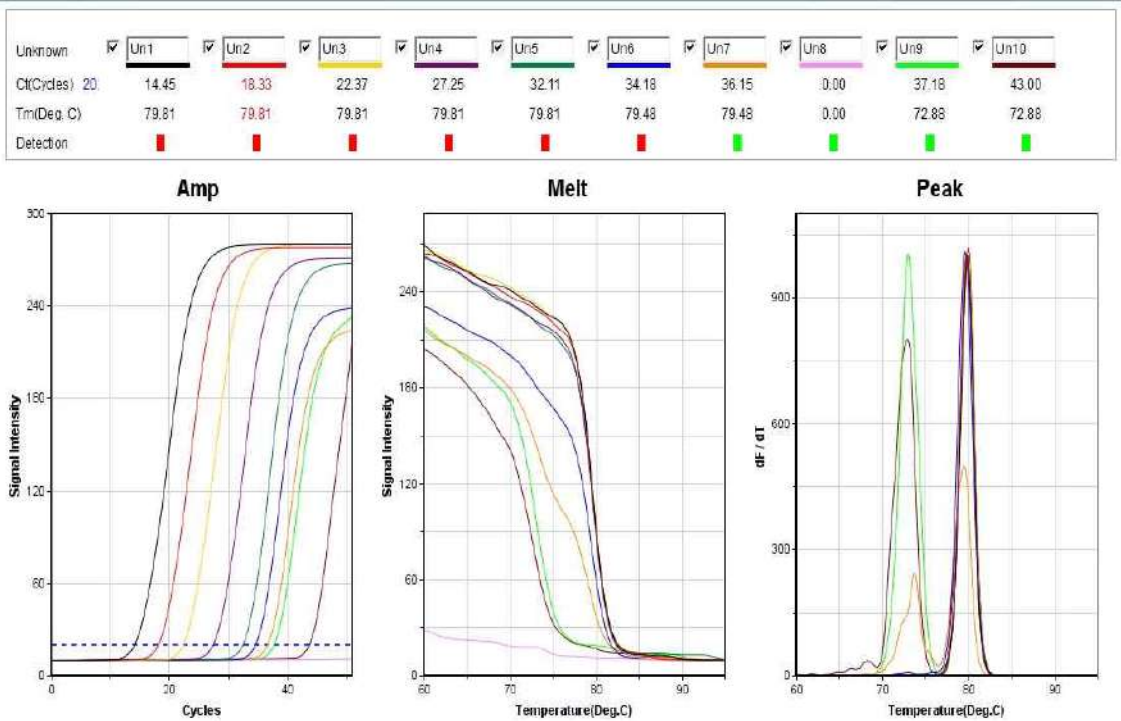 Unknown Un1 Un2 Un3 Un4 Un5 Un6 Un7 Un8 Un9 Un10
Ct(Cycles) 20 14.45 18.33 22.37 27.25 32.11 34.18 36.15 0.00 37.18 43.00
Tm(Deg. C) 79.81 79.81 79.81 79.81 79.81 79.48 79.48 0.00 72.88 72.88
Detection
Amp
300
240
180
120
60
0
0 20 40
Signal Intensity
Cycles
Melt
240
180
120
60
0
60 70 80 90
Signal Intensity
Temperature(Deg.C)
Peak
900
600
300
0
60 70 80 90
dF / dT
Temperature(Deg.C)